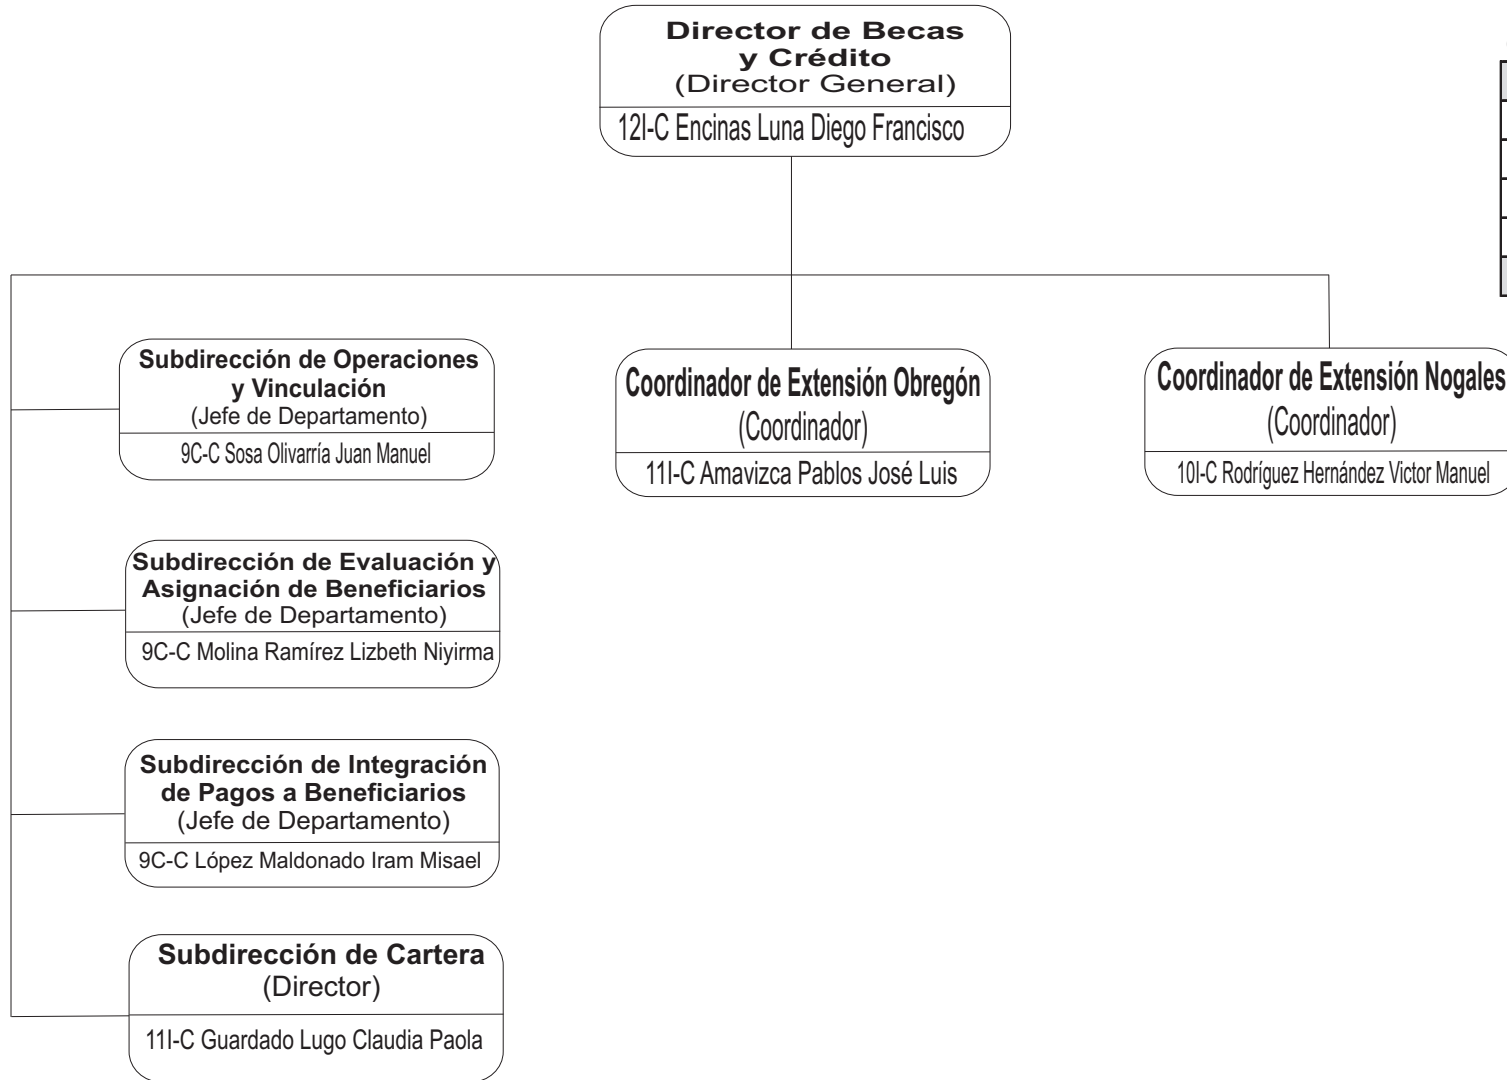 Director de Becas
y Crédito
(Director General)
12I-C Encinas Luna Diego Francisco
Subdirección de Operaciones
y Vinculación
(Jefe de Departamento)
9C-C Sosa Olivarría Juan Manuel
Coordinador de Extensión Obregón
(Coordinador)
11I-C Amavizca Pablos José Luis
Coordinador de Extensión Nogales
(Coordinador)
10I-C Rodríguez Hernández Victor Manuel
Subdirección de Evaluación y
Asignación de Beneficiarios
(Jefe de Departamento)
9C-C Molina Ramírez Lizbeth Niyirma
Subdirección de Integración
de Pagos a Beneficiarios
(Jefe de Departamento)
9C-C López Maldonado Iram Misael
Subdirección de Cartera
(Director)
11I-C Guardado Lugo Claudia Paola